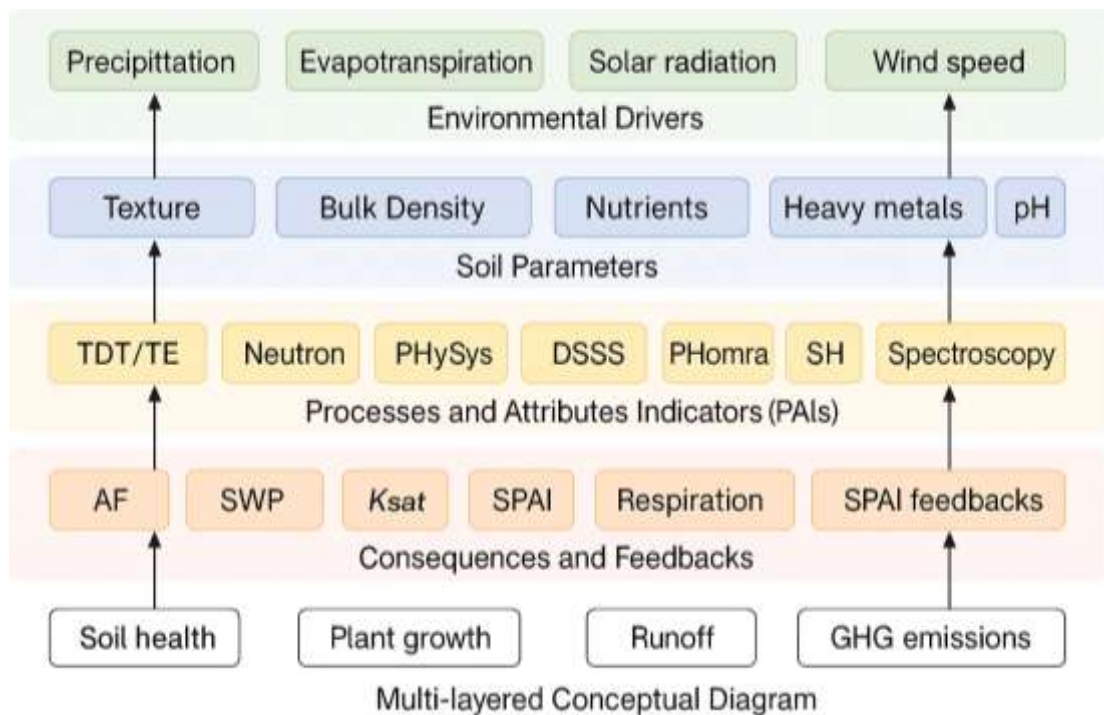 Precipittation Evapotranspiration Solar radiation Wind speed
Environmental Drivers
Texture Bulk Density Nutrients Heavy metals pH
Soil Parameters
TDT/TE Neutron PHySys DSSS PHomra SH Spectroscopy
Processes and Attributes Indicators (PAIs)
AF SWP Ksat SPAI Respiration SPAI feedbacks
Consequences and Feedbacks
Soil health Plant growth Runoff GHG emissions
Multi-layered Conceptual Diagram